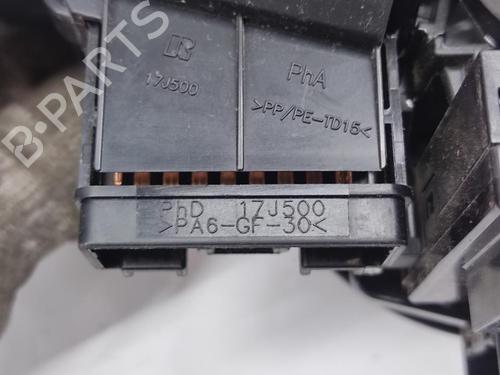 17J500
PhA
>PP/PE-TD15<
PhD 17J500
>PA6-GF-30<
B-PARTS